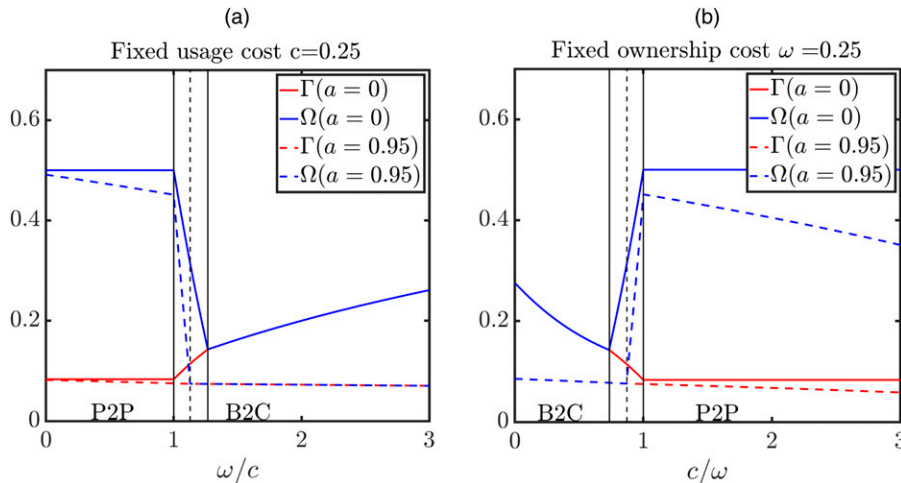 (a)
Fixed usage cost c=0.25
0.6
0.4
0.2
0
Γ(a = 0)
Ω(a = 0)
Γ(a = 0.95)
Ω(a = 0.95)
P2P
B2C
0 1 2 3
ω/c
(b)
Fixed ownership cost ω =0.25
0.6
0.4
0.2
0
Γ(a = 0)
Ω(a = 0)
Γ(a = 0.95)
Ω(a = 0.95)
B2C
P2P
0 1 2 3
c/ω